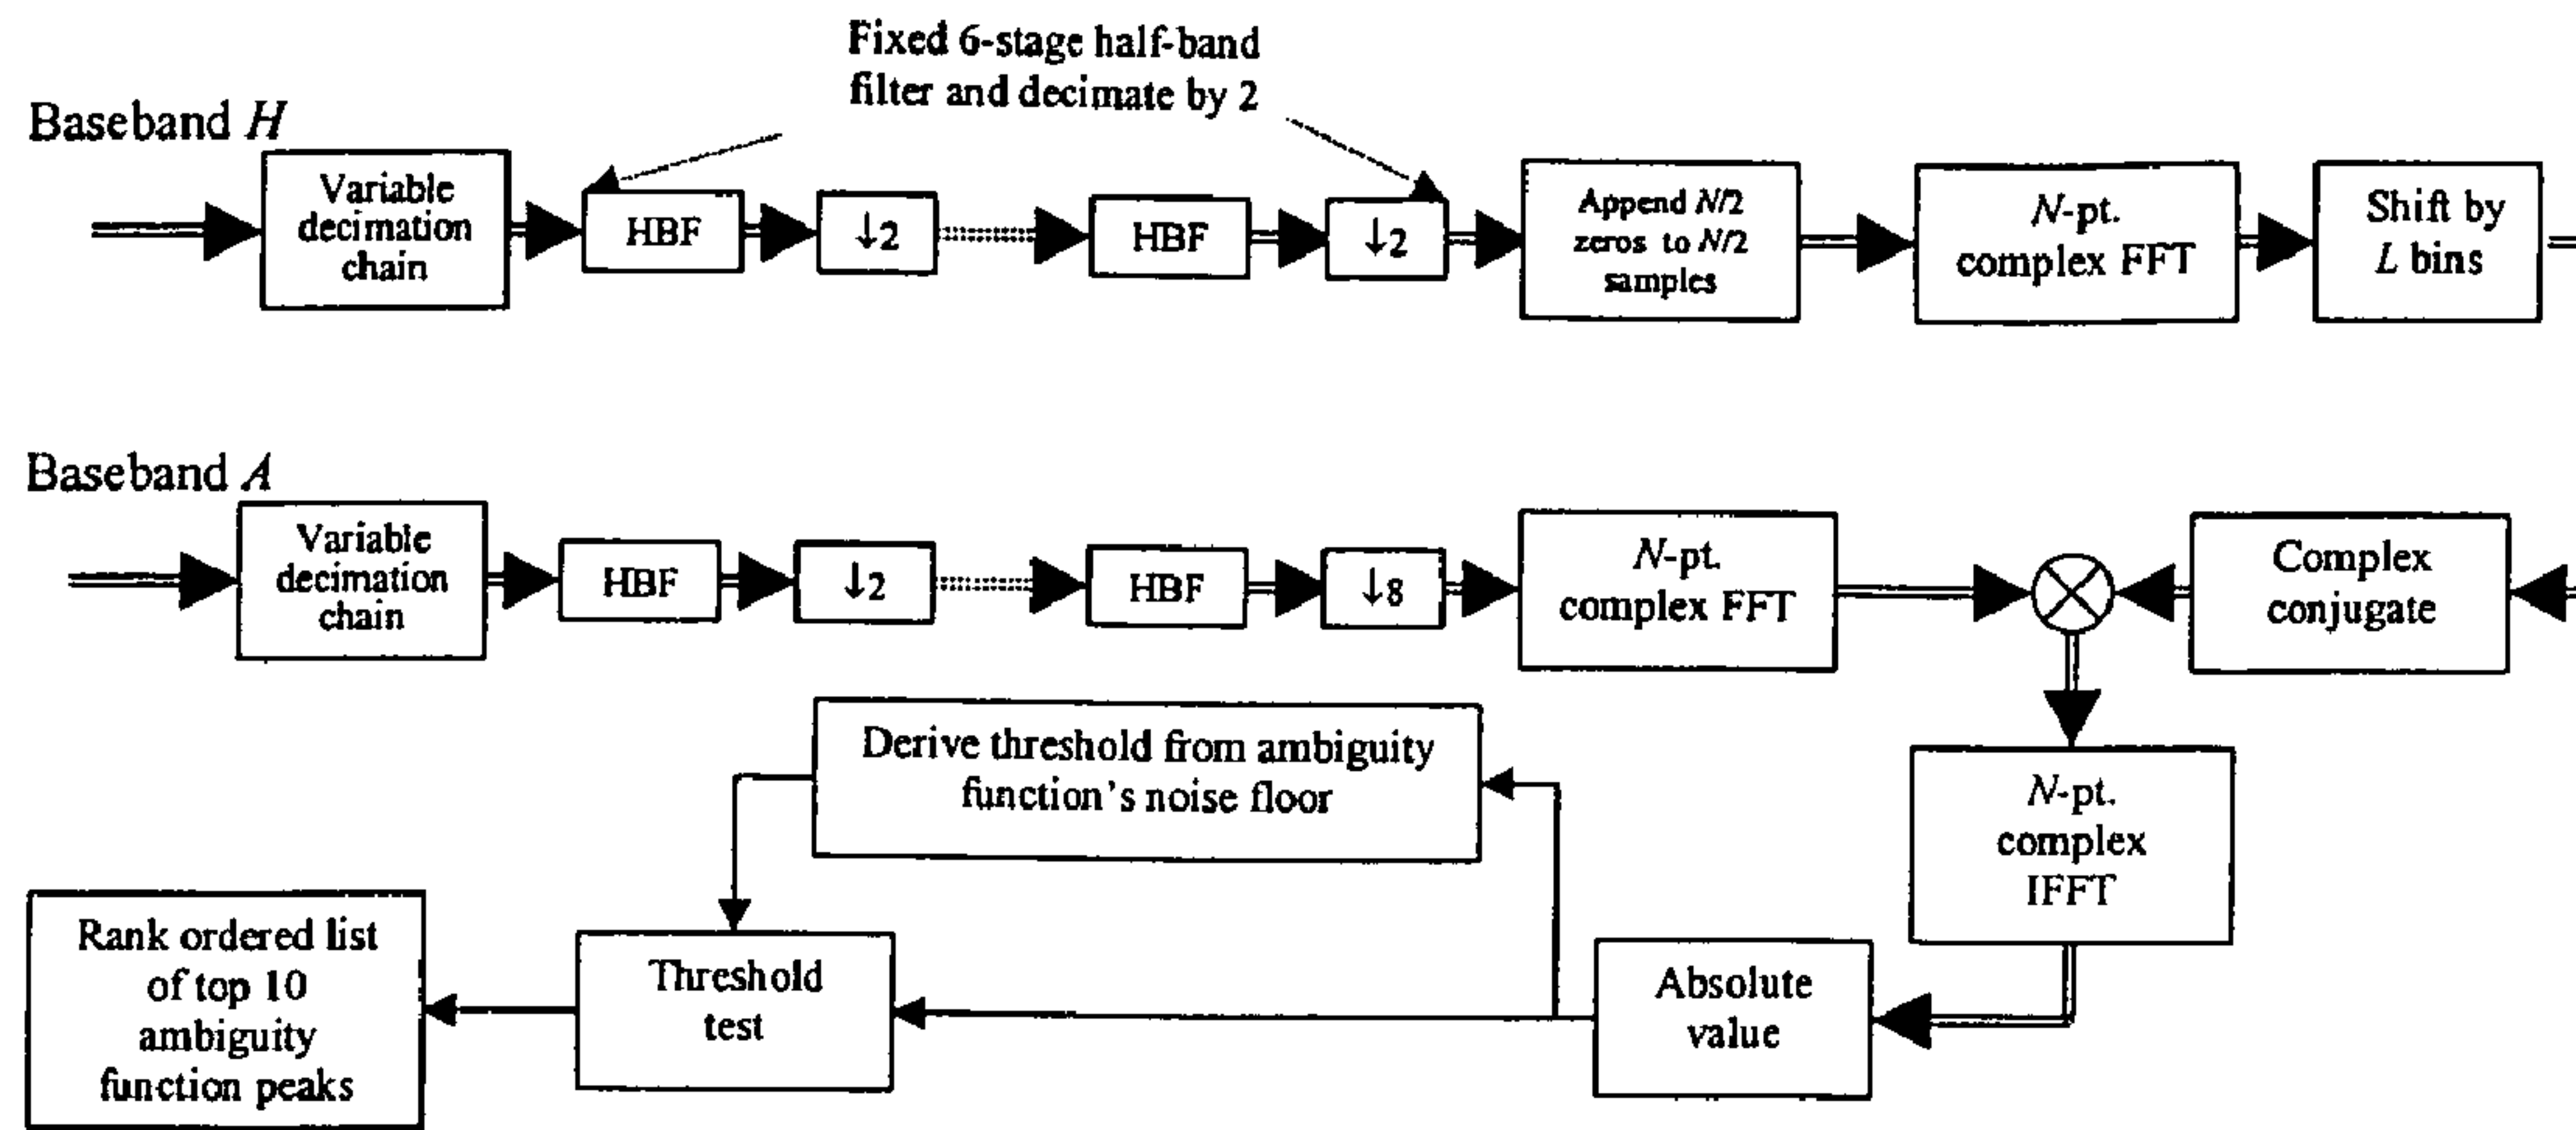 Fixed 6-stage half-band
filter and decimate by 2
Baseband H
Variable
decimation
chain
HBF
↓2
HBF
↓2
Append N/2
zeros to N/2
samples
N-pt.
complex FFT
Shift by
L bins
Baseband A
Variable
decimation
chain
HBF
↓2
HBF
↓8
N-pt.
complex FFT
Complex
conjugate
Derive threshold from ambiguity
function's noise floor
N-pt.
complex
IFFT
Rank ordered list
of top 10
ambiguity
function peaks
Threshold
test
Absolute
value